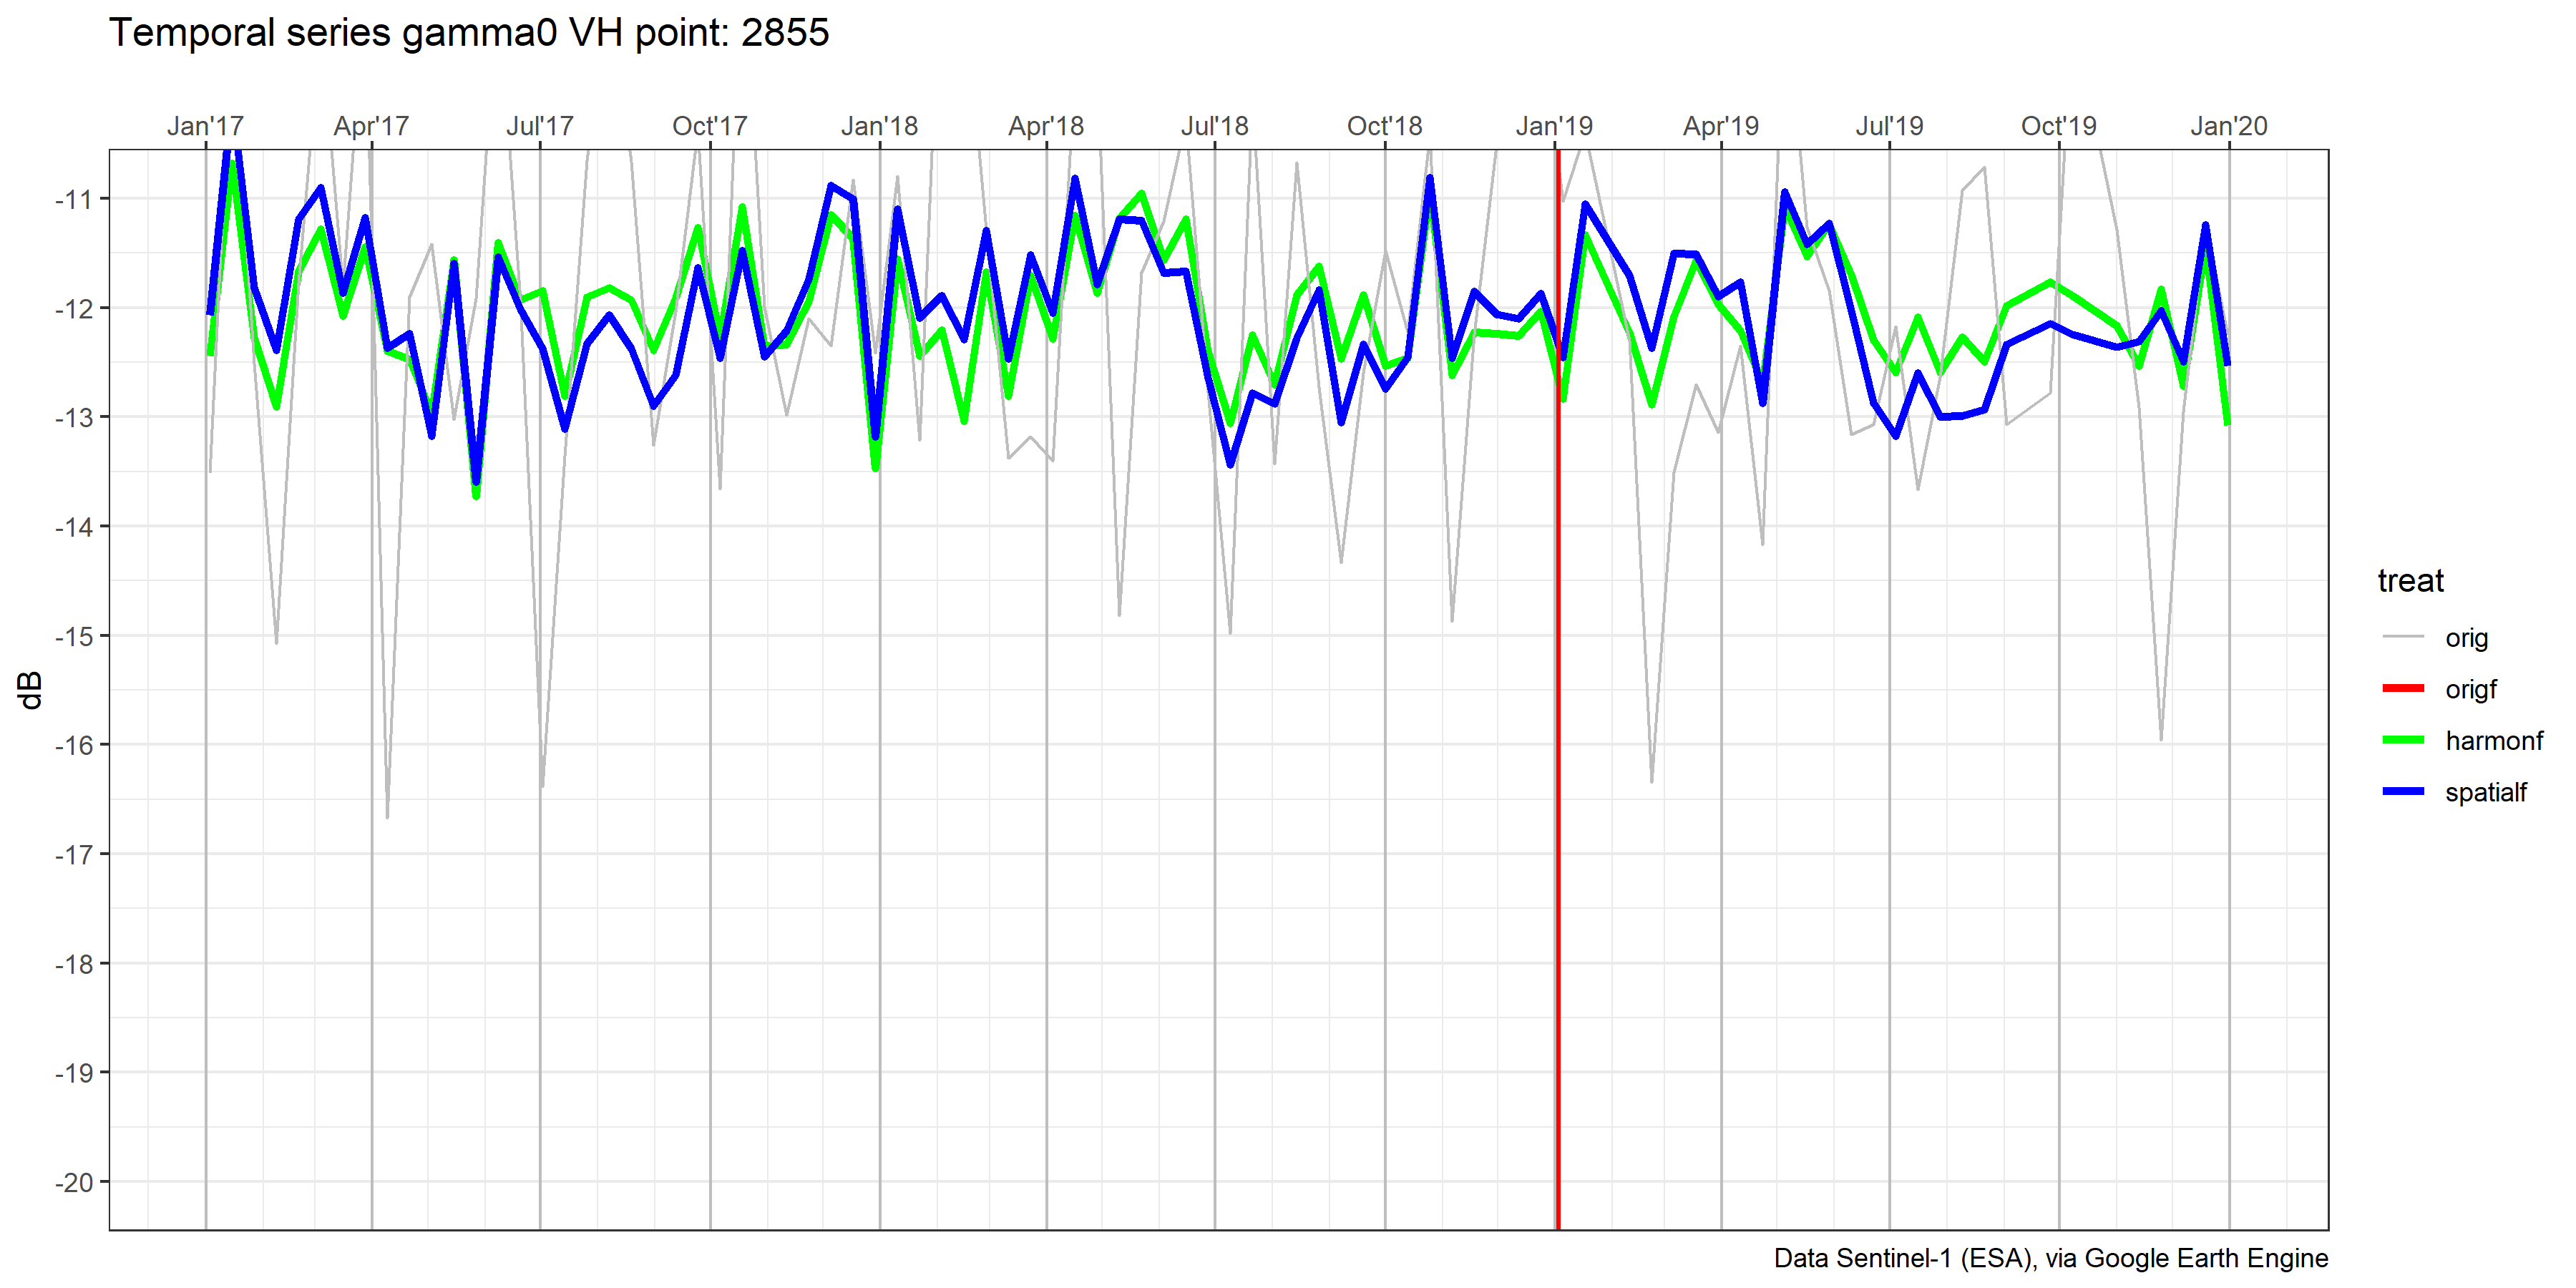 Temporal series gamma0 VH point: 2855
Jan'17 Apr'17 Jul'17 Oct'17 Jan'18 Apr'18 Jul'18 Oct'18 Jan'19 Apr'19 Jul'19 Oct'19 Jan'20
-11
-12
-13
-14
-15
-16
-17
-18
-19
-20
dB
treat
orig
origf
harmonf
spatialf
Data Sentinel-1 (ESA), via Google Earth Engine